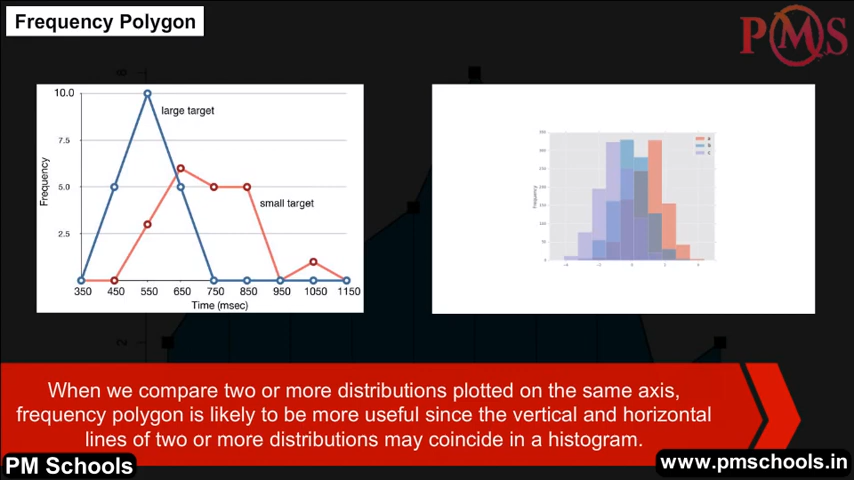 Frequency Polygon
PMS
10.0
7.5
5.0
2.5
Frequency
large target
small target
350 450 550 650 750 850 950 1050 1150
Time (msec)
Frequency
a
b
c
8
2
When we compare two or more distributions plotted on the same axis,
frequency polygon is likely to be more useful since the vertical and horizontal
lines of two or more distributions may coincide in a histogram.
PM Schools
www.pmschools.in